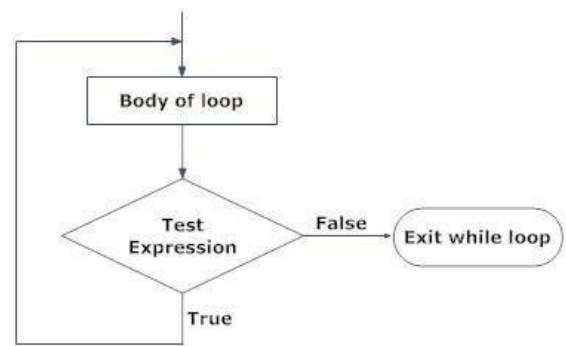 Body of loop
Test
Expression
False
Exit while loop
True